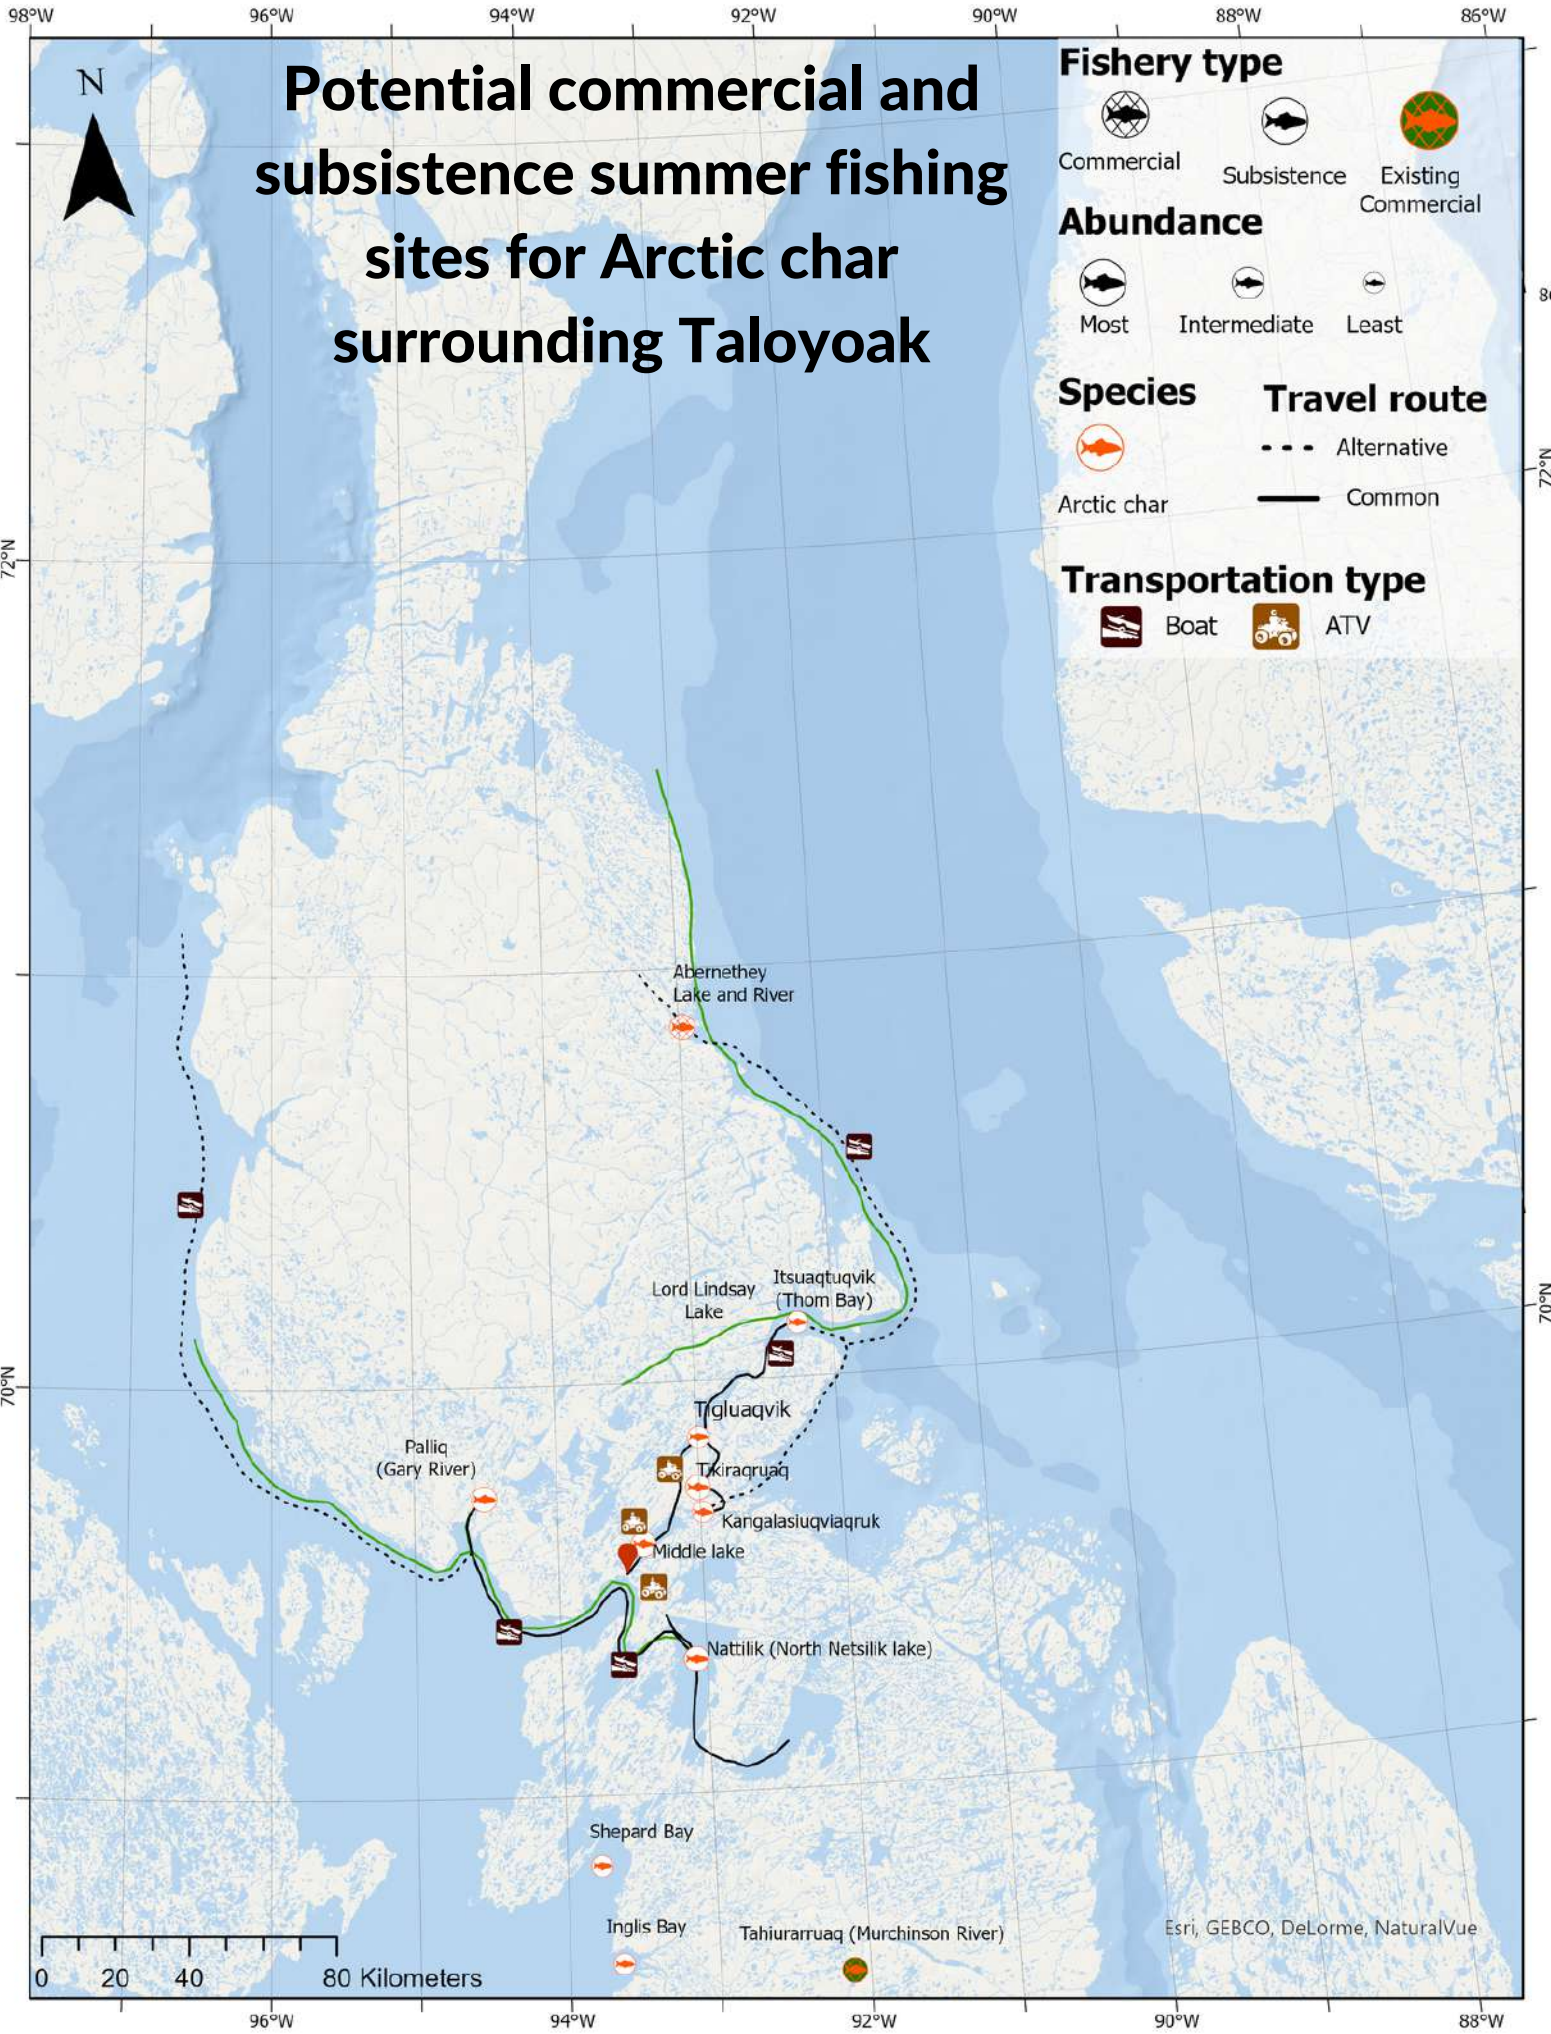 98°W
96°W
94°W
92°W
90°W
88°W
86°W
N
Potential commercial and
subsistence summer fishing
sites for Arctic char
surrounding Taloyoak
Fishery type
Commercial
Subsistence
Existing
Commercial
Abundance
Most
Intermediate
Least
Species
Travel route
Alternative
Arctic char
Common
Transportation type
Boat
ATV
72°N
72°N
Abernethey
Lake and River
Lord Lindsay
Lake
Itsuaqtuqvik
(Thom Bay)
70°N
70°N
Tigluaqvik
Palliq
(Gary River)
Tikiraqruaq
Kangalasiuqviaqruk
Middle lake
Nattilik (North Netsilik lake)
Shepard Bay
Inglis Bay
Tahiurarruaq (Murchinson River)
Esri, GEBCO, DeLorme, NaturalVue
0 20 40 80 Kilometers
96°W
94°W
92°W
90°W
88°W